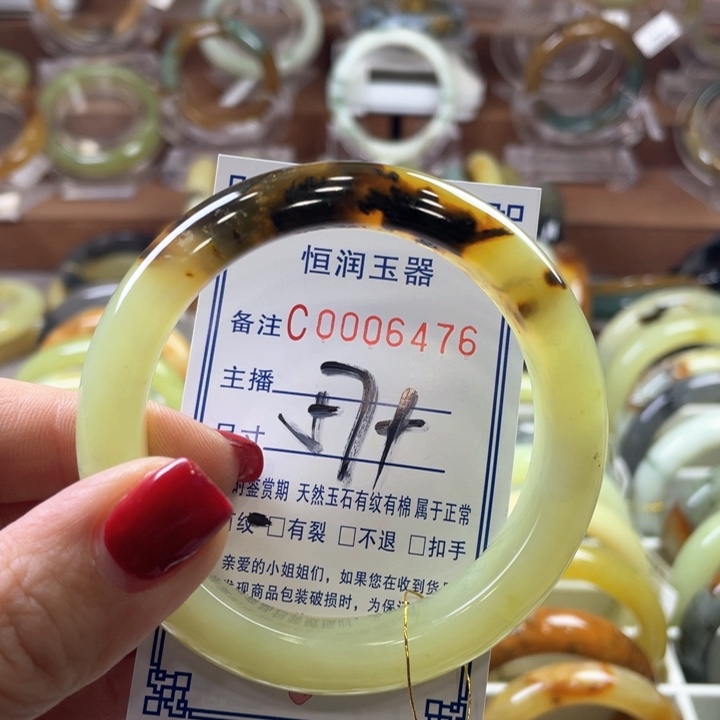 恒润玉器
备注C0006476
主播
尺寸
时鉴赏期 天然玉石有纹有棉属于正常
有纹 □有裂 □不退 □扣手
亲爱的小姐姐们，如果您在收到货
发现商品包装破损时，为保